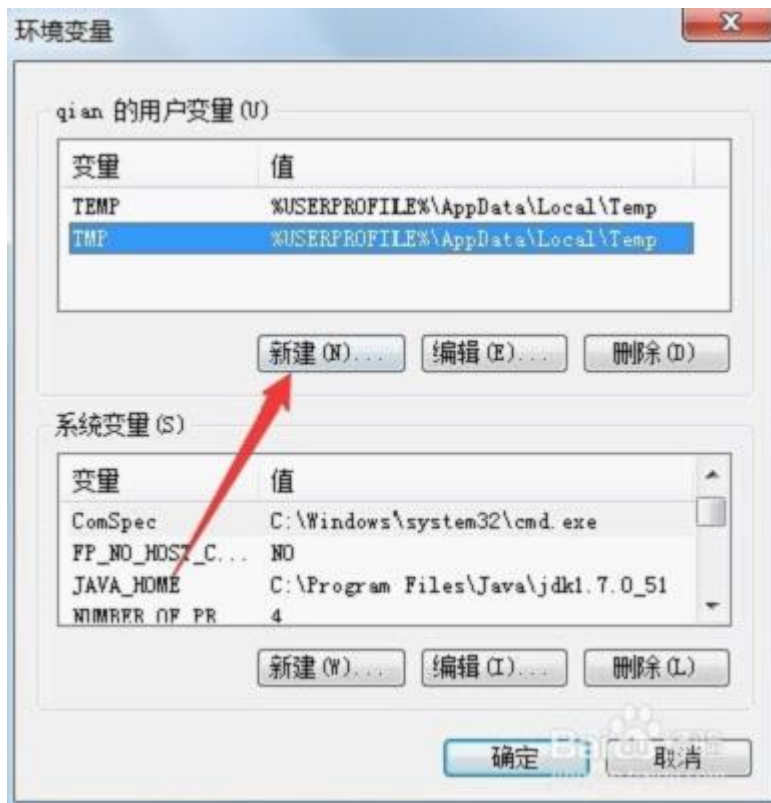 环境变量
qian 的用户变量(U)
变量 值
TEMP %USERPROFILE%\AppData\Local\Temp
TMP %USERPROFILE%\AppData\Local\Temp
新建(N)... 编辑(E)... 删除(D)
系统变量(S)
变量 值
ComSpec C:\Windows\system32\cmd.exe
FP_NO_HOST_C... NO
JAVA_HOME C:\Program Files\Java\jdk1.7.0_51
NUMBER_OF_PR 4
新建(W)... 编辑(I)... 删除(L)
确定 取消
Baidu